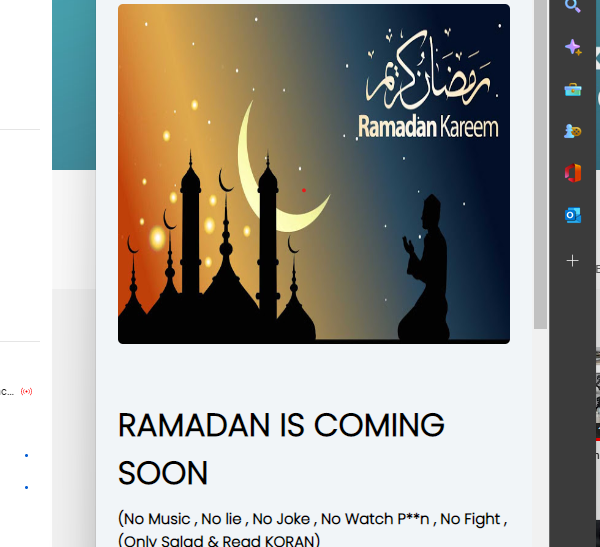 رمضان كريم
Ramadan Kareem
RAMADAN IS COMING
SOON
(No Music , No lie , No Joke , No Watch P**n , No Fight ,
(Only Salad & Read KORAN)